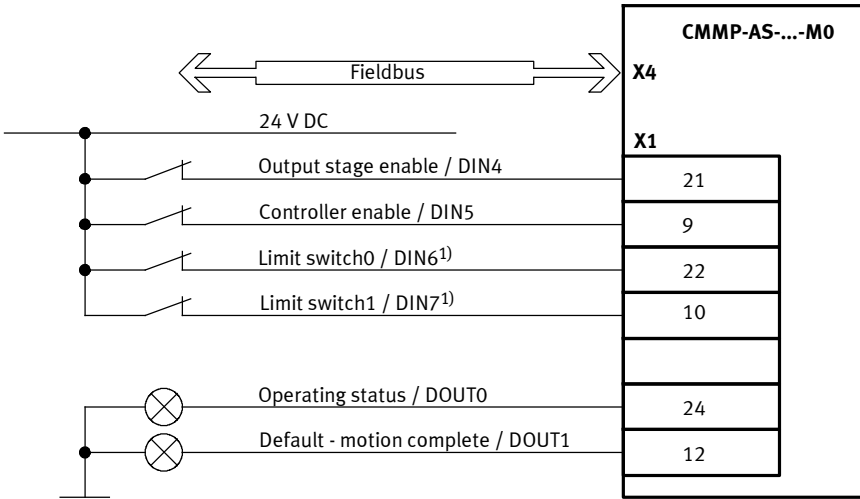 CMMP-AS-...-M0
Fieldbus
X4
24 V DC
X1
Output stage enable / DIN4
21
Controller enable / DIN5
9
Limit switch0 / DIN6¹⁾
22
Limit switch1 / DIN7¹⁾
10
Operating status / DOUT0
24
Default - motion complete / DOUT1
12